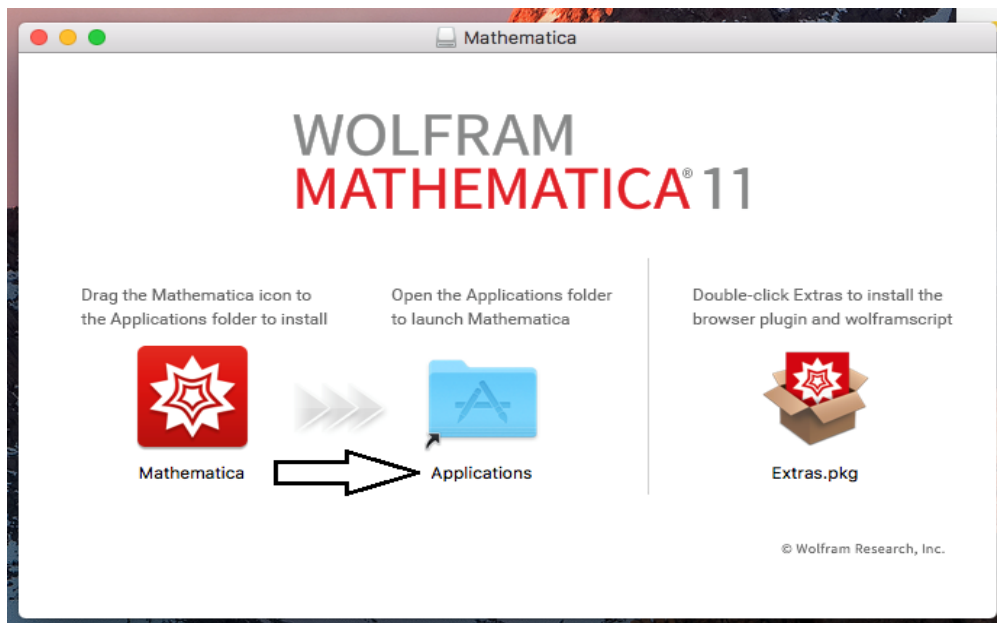 Mathematica
WOLFRAM
MATHEMATICA® 11
Drag the Mathematica icon to
the Applications folder to install
Open the Applications folder
to launch Mathematica
Double-click Extras to install the
browser plugin and wolframscript
Mathematica
Applications
Extras.pkg
© Wolfram Research, Inc.